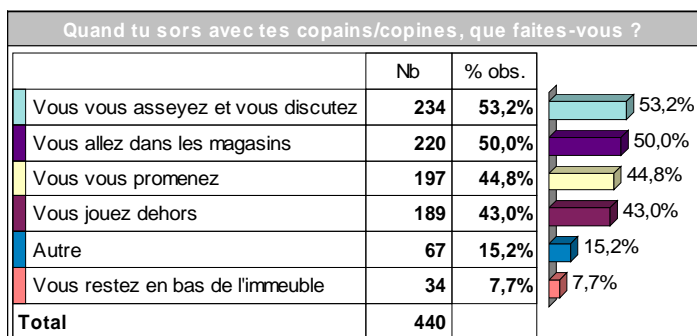 Quand tu sors avec tes copains/copines, que faites-vous ?
Nb % obs.
Vous vous asseyez et vous discutez 234 53,2% 53,2%
Vous allez dans les magasins 220 50,0% 50,0%
Vous vous promenez 197 44,8% 44,8%
Vous jouez dehors 189 43,0% 43,0%
Autre 67 15,2% 15,2%
Vous restez en bas de l'immeuble 34 7,7% 7,7%
Total 440